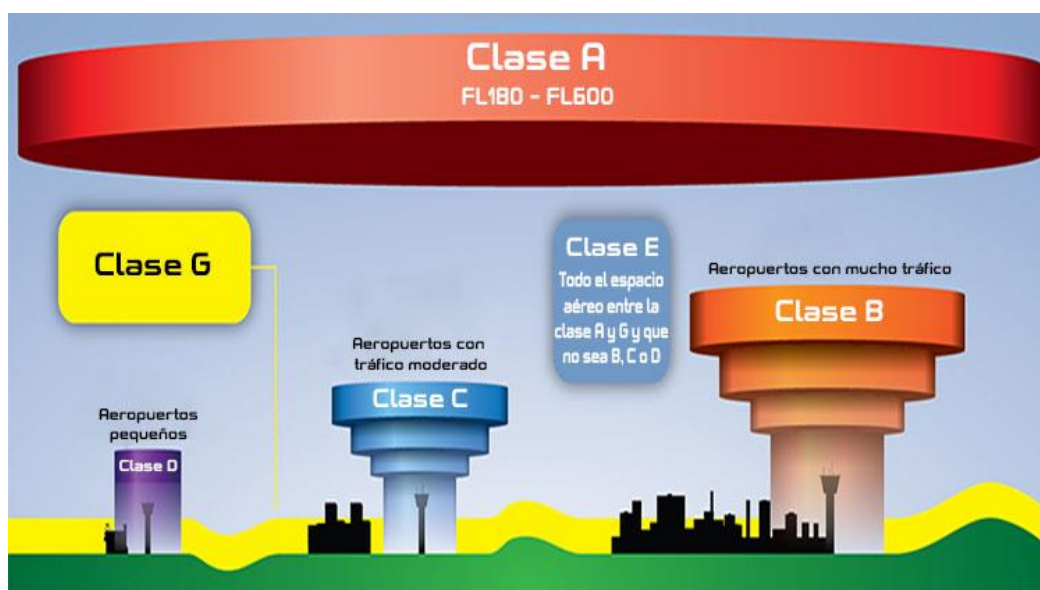 Clase A
FL180 - FL600
Clase G
Clase E
Todo el espacio
aéreo entre la
clase A y G y que
no sea B, C o D
Aeropuertos con mucho tráfico
Clase B
Aeropuertos con
tráfico moderado
Clase C
Aeropuertos
pequeños
Clase D